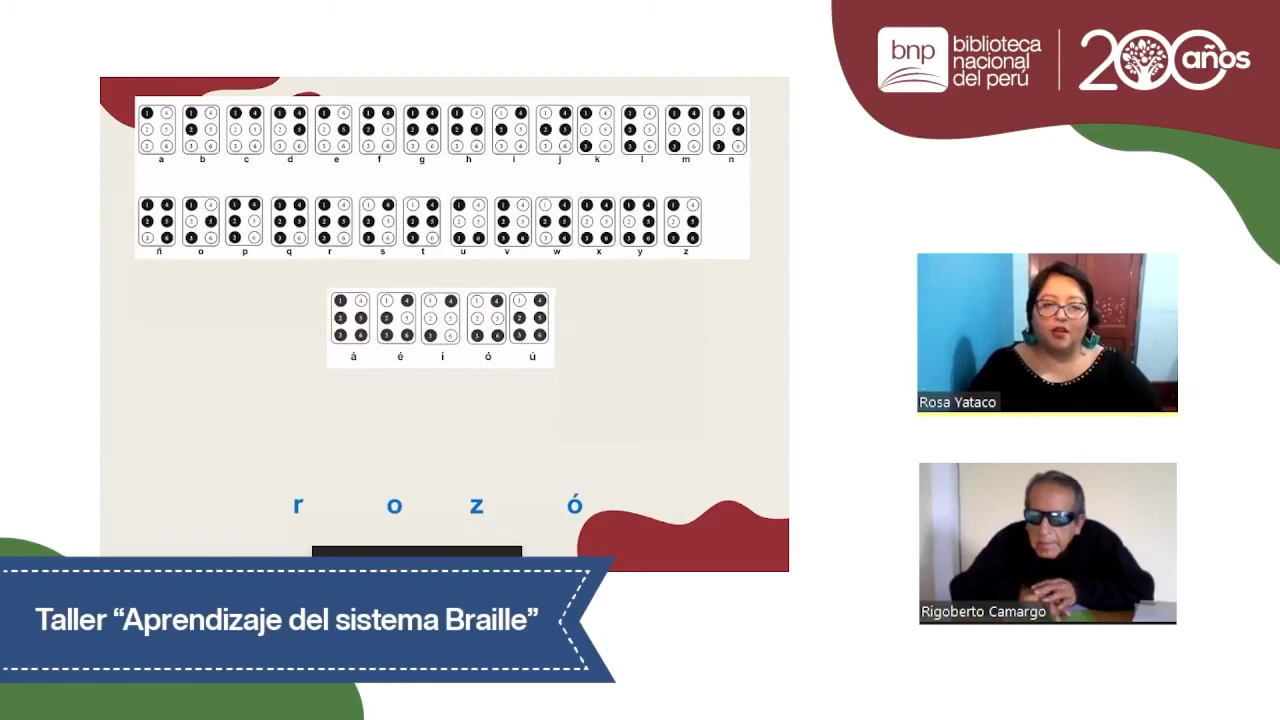 bnp
biblioteca
nacional
del perú
200 años
a b c d e f g h i j k l m n
ñ o p q r s t u v w x y z
á é í ó ú
r o z ó
Rosa Yataco
Rigoberto Camargo
Taller “Aprendizaje del sistema Braille”